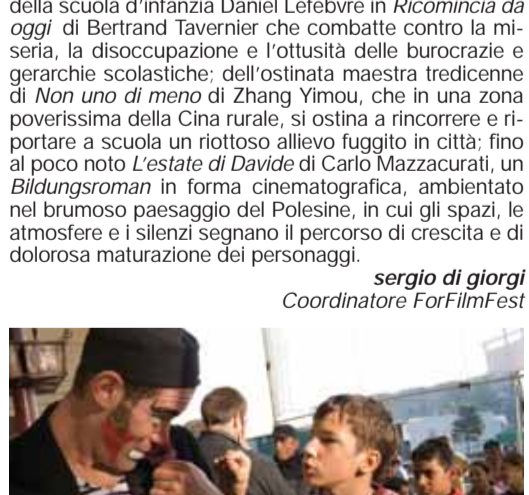 della scuola d'infanzia Daniel Lefebvre in Ricomincia da
oggi di Bertrand Tavernier che combatte contro la mi-
seria, la disoccupazione e l'ottusità delle burocrazie e
gerarchie scolastiche; dell'ostinata maestra tredicenne
di Non uno di meno di Zhang Yimou, che in una zona
poverissima della Cina rurale, si ostina a rincorrere e ri-
portare a scuola un riottoso allievo fuggito in città; fino
al poco noto L'estate di Davide di Carlo Mazzacurati, un
Bildungsroman in forma cinematografica, ambientato
nel brumoso paesaggio del Polesine, in cui gli spazi, le
atmosfere e i silenzi segnano il percorso di crescita e di
dolorosa maturazione dei personaggi.
sergio di giorgi
Coordinatore ForFilmFest